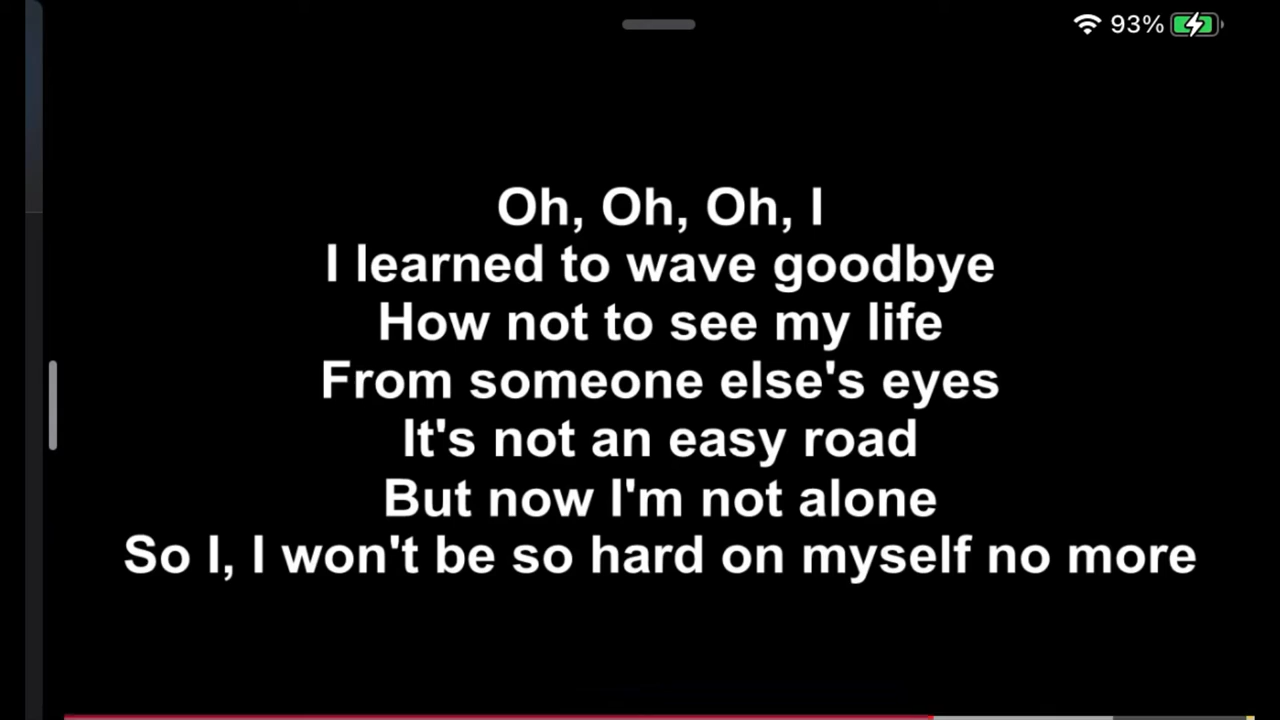 93%
Oh, Oh, Oh, I
I learned to wave goodbye
How not to see my life
From someone else's eyes
It's not an easy road
But now I'm not alone
So I, I won't be so hard on myself no more